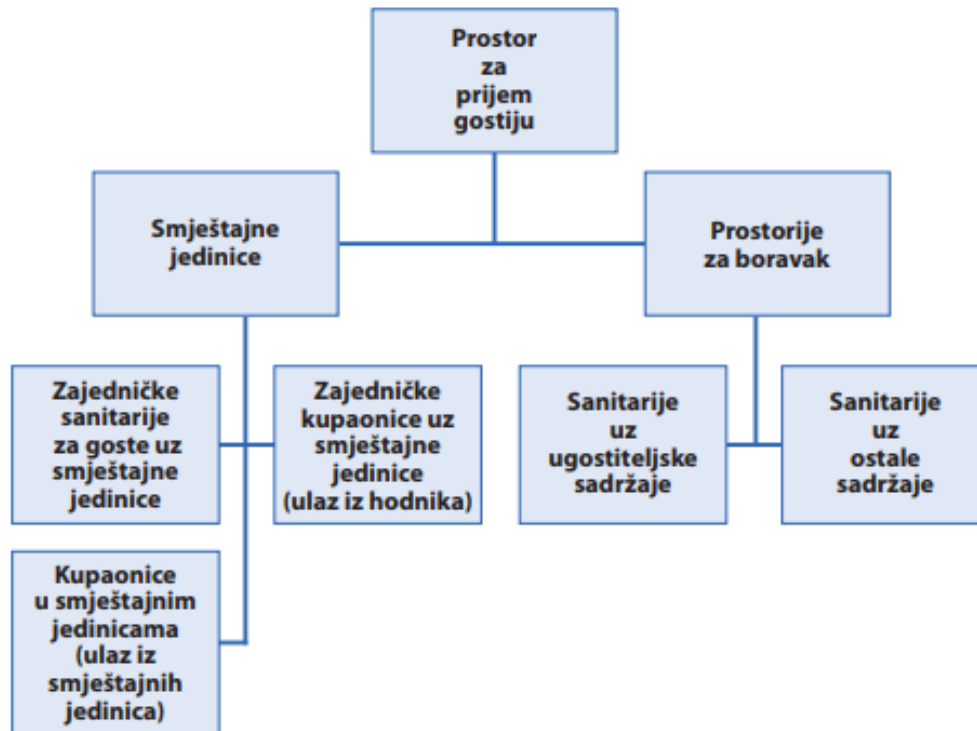 Prostor
za
prijem
gostiju
Smještajne
jedinice
Prostorije
za boravak
Zajedničke
sanitarije
za goste uz
smještajne
jedinice
Zajedničke
kupaonice uz
smještajne
jedinice
(ulaz iz hodnika)
Sanitarije
uz
ugostiteljske
sadržaje
Sanitarije
uz
ostale
sadržaje
Kupaonice
u smještajnim
jedinicama
(ulaz iz
smještajnih
jedinica)